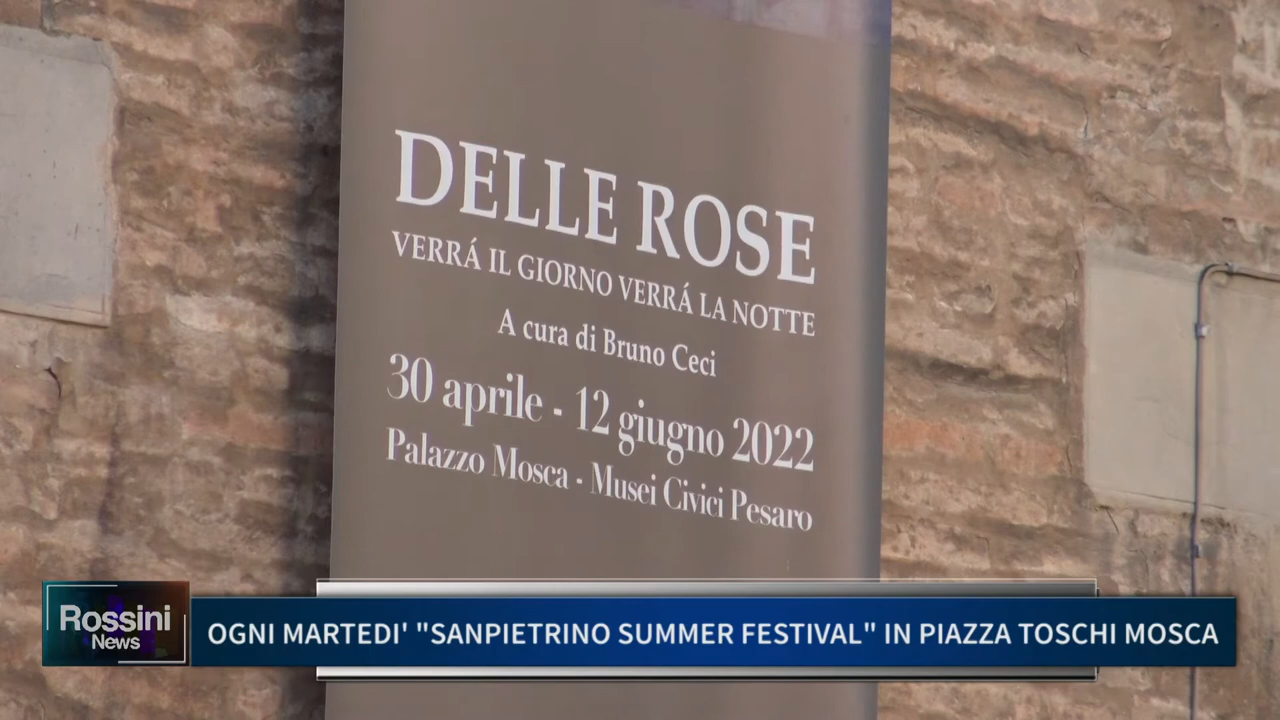 DELLE ROSE
VERRÁ IL GIORNO VERRÁ LA NOTTE
A cura di Bruno Ceci
30 aprile - 12 giugno 2022
Palazzo Mosca - Musei Civici Pesaro
Rossini
News
OGNI MARTEDI' "SANPIETRINO SUMMER FESTIVAL" IN PIAZZA TOSCHI MOSCA